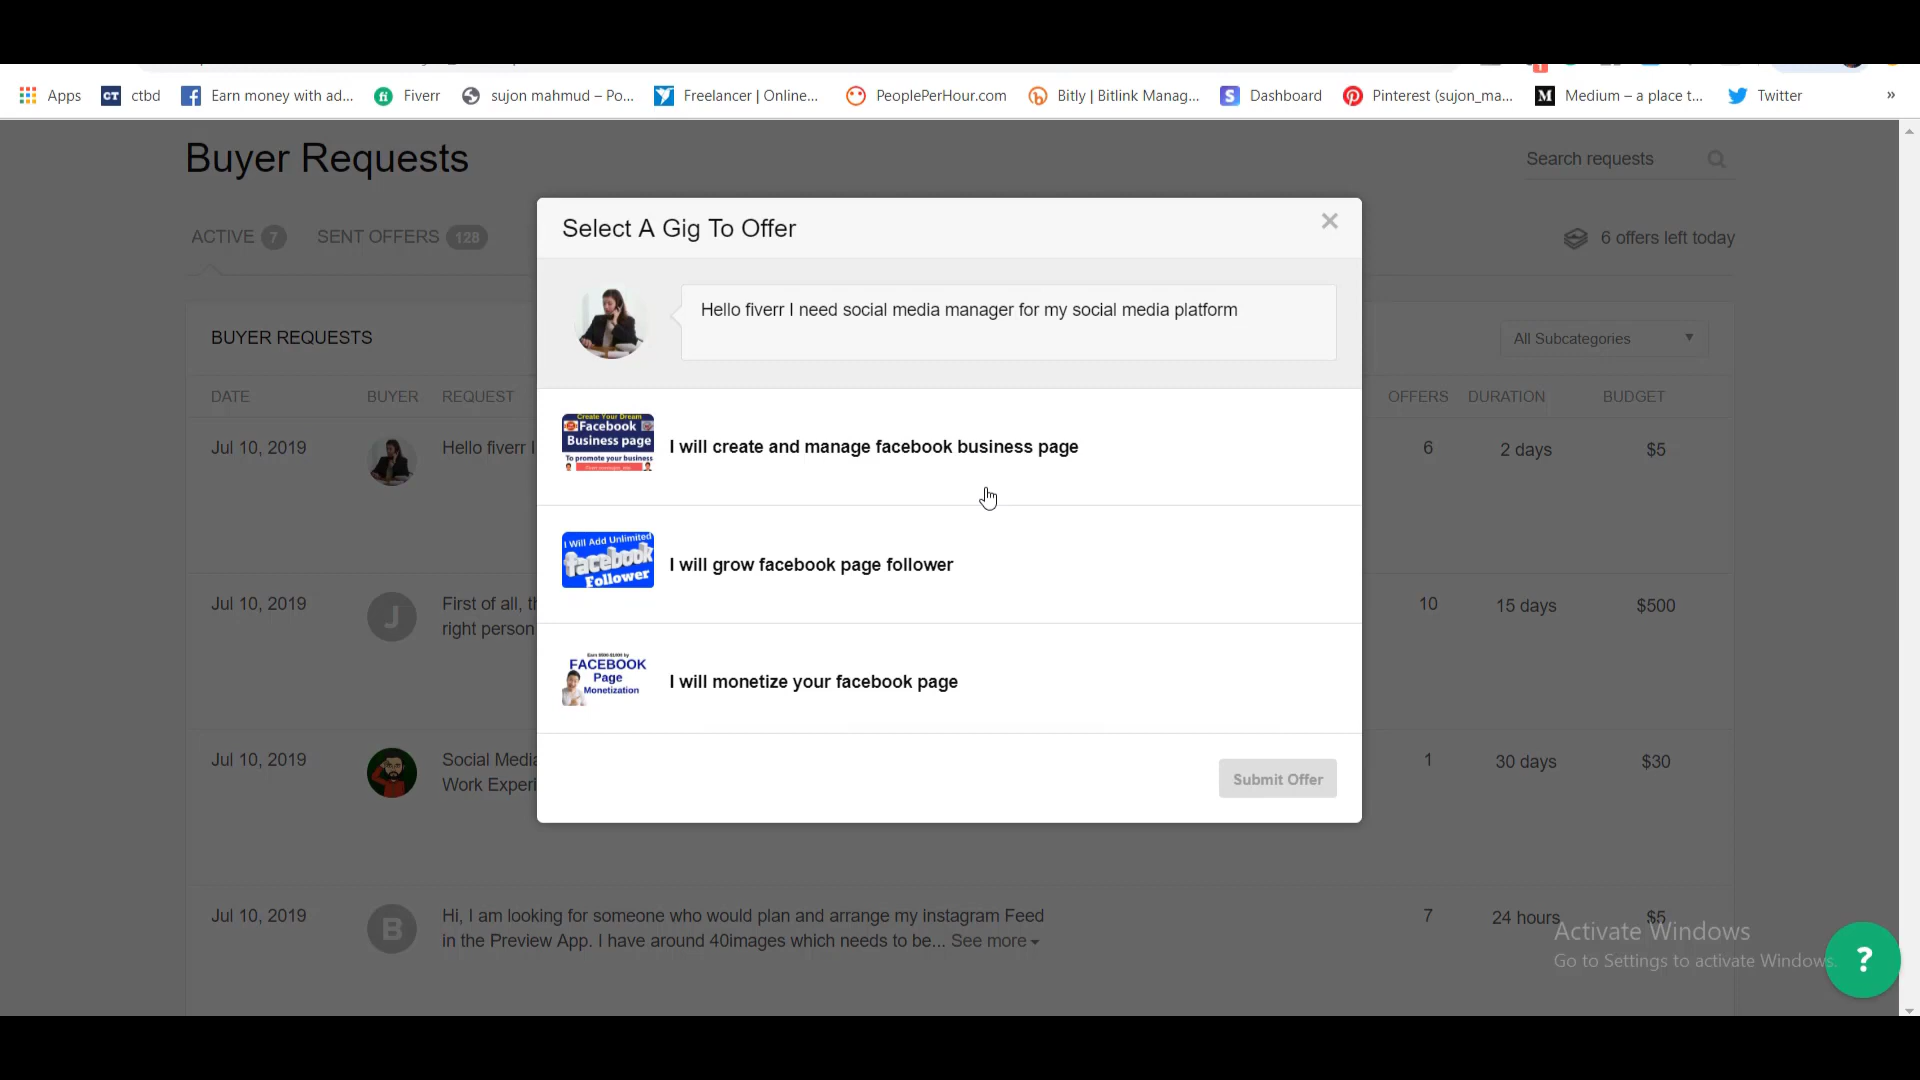 Apps ctbd Earn money with ad... Fiverr sujon mahmud – Po... Freelancer | Online... PeoplePerHour.com Bitly | Bitlink Manag... Dashboard Pinterest (sujon_ma... Medium – a place t... Twitter »
Buyer Requests
Search requests
ACTIVE 7 SENT OFFERS 128
6 offers left today
Select A Gig To Offer
Hello fiverr I need social media manager for my social media platform
BUYER REQUESTS
All Subcategories
DATE BUYER REQUEST OFFERS DURATION BUDGET
Jul 10, 2019 Hello fiverr I 6 2 days $5
Create Your Dream
Facebook
Business page
To promote your business
I will create and manage facebook business page
I Will Add Unlimited
facebook
Follower
I will grow facebook page follower
Jul 10, 2019 J First of all, 10 15 days $500
right person
FACEBOOK
Page
Monetization
I will monetize your facebook page
Jul 10, 2019 Social 1 30 days $30
Work
Submit Offer
Jul 10, 2019 B Hi, I am looking for someone who would plan and arrange my instagram Feed 7 24 hours $5
in the Preview App. I have around 40images which needs to be... See more
Activate Windows
Go to Settings to activate Windows.
?